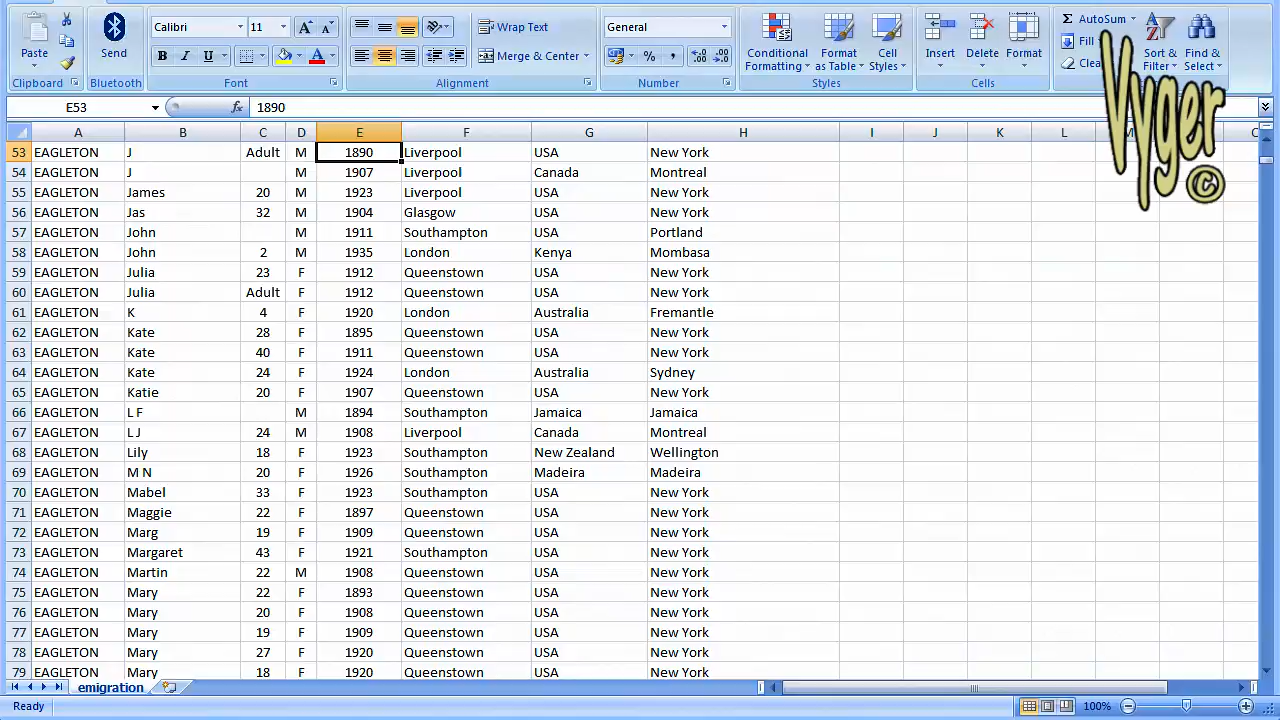 Calibri 11 Wrap Text General AutoSum
Paste Send B I U Merge & Center % Conditional Formatting Format as Table Cell Styles Insert Delete Format Fill Clea Sort & Filter Find & Select
Clipboard Bluetooth Font Alignment Number Styles Cells
Vyger ©
E53 fx 1890
A B C D E F G H I J K L M
53 EAGLETON J Adult M 1890 Liverpool USA New York
54 EAGLETON J M 1907 Liverpool Canada Montreal
55 EAGLETON James 20 M 1923 Liverpool USA New York
56 EAGLETON Jas 32 M 1904 Glasgow USA New York
57 EAGLETON John M 1911 Southampton USA Portland
58 EAGLETON John 2 M 1935 London Kenya Mombasa
59 EAGLETON Julia 23 F 1912 Queenstown USA New York
60 EAGLETON Julia Adult F 1912 Queenstown USA New York
61 EAGLETON K 4 F 1920 London Australia Fremantle
62 EAGLETON Kate 28 F 1895 Queenstown USA New York
63 EAGLETON Kate 40 F 1911 Queenstown USA New York
64 EAGLETON Kate 24 F 1924 London Australia Sydney
65 EAGLETON Katie 20 F 1907 Queenstown USA New York
66 EAGLETON L F M 1894 Southampton Jamaica Jamaica
67 EAGLETON L J 24 M 1908 Liverpool Canada Montreal
68 EAGLETON Lily 18 F 1923 Southampton New Zealand Wellington
69 EAGLETON M N 20 F 1926 Southampton Madeira Madeira
70 EAGLETON Mabel 33 F 1923 Southampton USA New York
71 EAGLETON Maggie 22 F 1897 Queenstown USA New York
72 EAGLETON Marg 19 F 1909 Queenstown USA New York
73 EAGLETON Margaret 43 F 1921 Southampton USA New York
74 EAGLETON Martin 22 M 1908 Queenstown USA New York
75 EAGLETON Mary 22 F 1893 Queenstown USA New York
76 EAGLETON Mary 20 F 1908 Queenstown USA New York
77 EAGLETON Mary 19 F 1909 Queenstown USA New York
78 EAGLETON Mary 27 F 1920 Queenstown USA New York
79 EAGLETON Mary 18 F 1920 Queenstown USA New York
emigration
Ready 100%